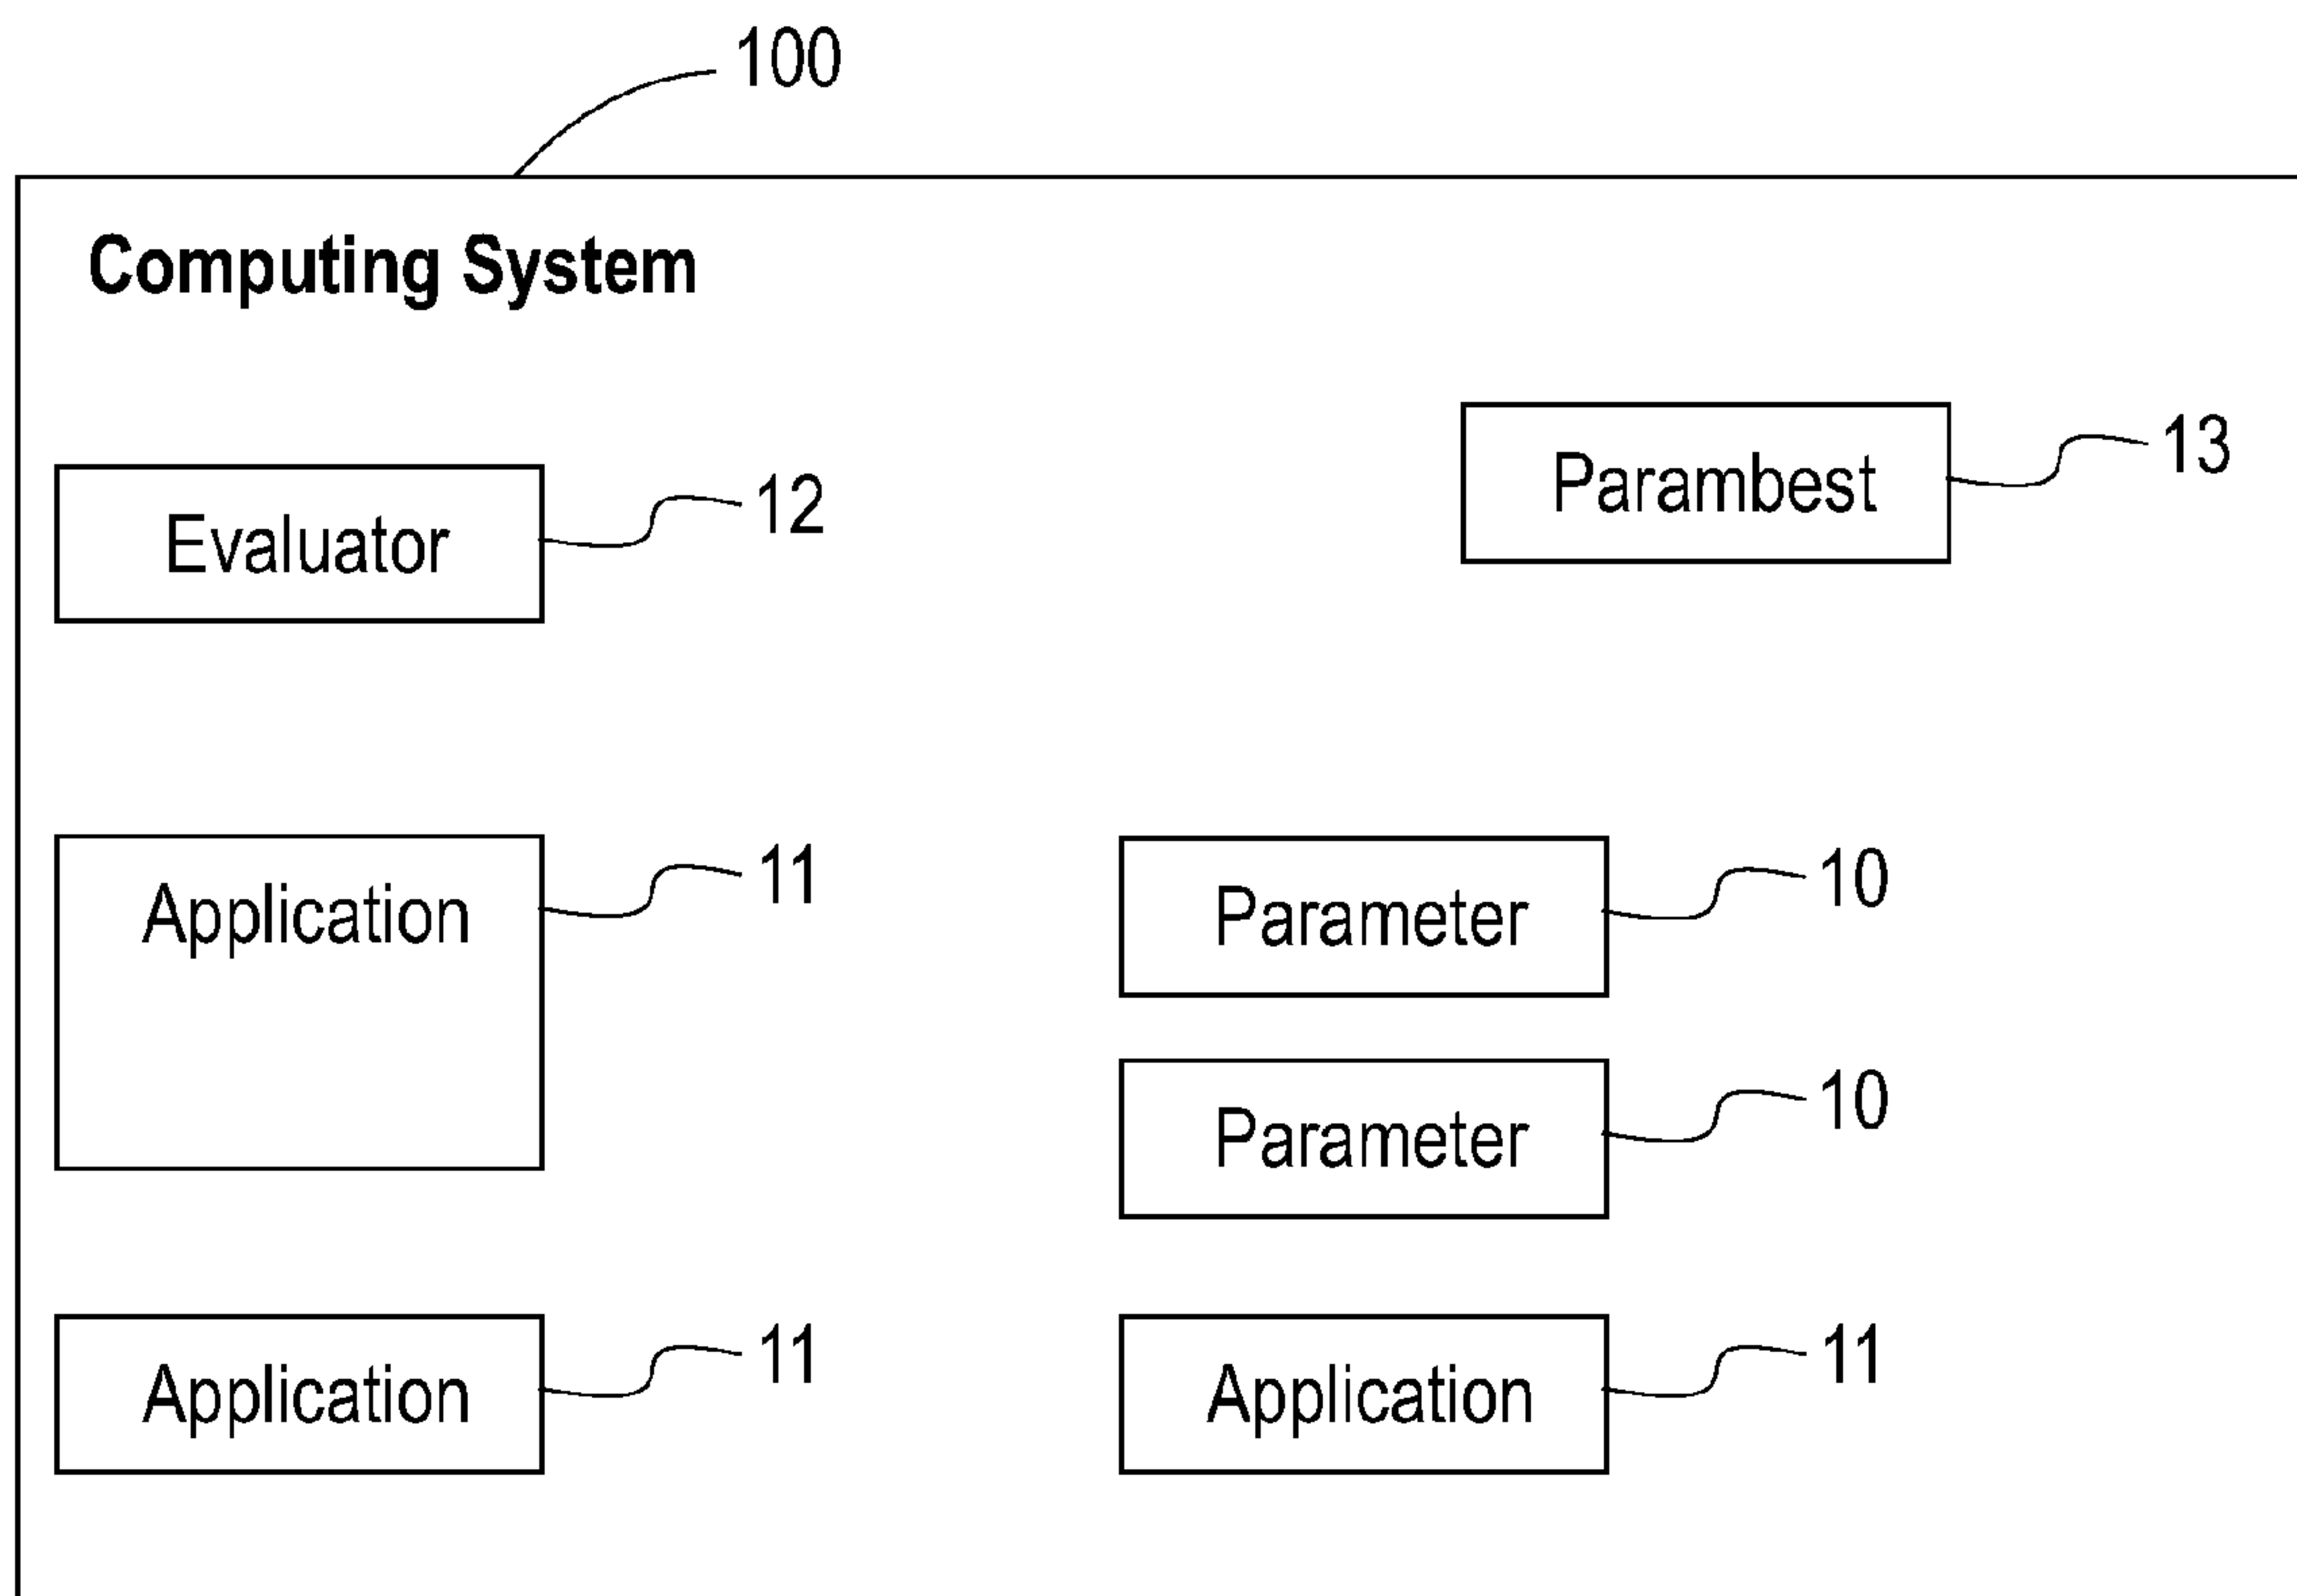 100
Computing System
Parambest 13
Evaluator 12
Application 11
Parameter 10
Parameter 10
Application 11
Application 11